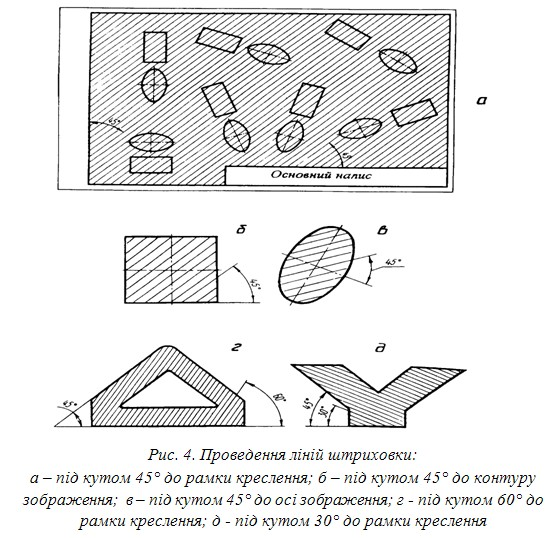 45°
45
Основний налис
а
б
в
45°
45°
г
д
45°
60°
45°
30°
Рис. 4. Проведення ліній штриховки:
а – під кутом 45° до рамки креслення; б – під кутом 45° до контуру
зображення; в – під кутом 45° до осі зображення; г - під кутом 60° до
рамки креслення; д - під кутом 30° до рамки креслення